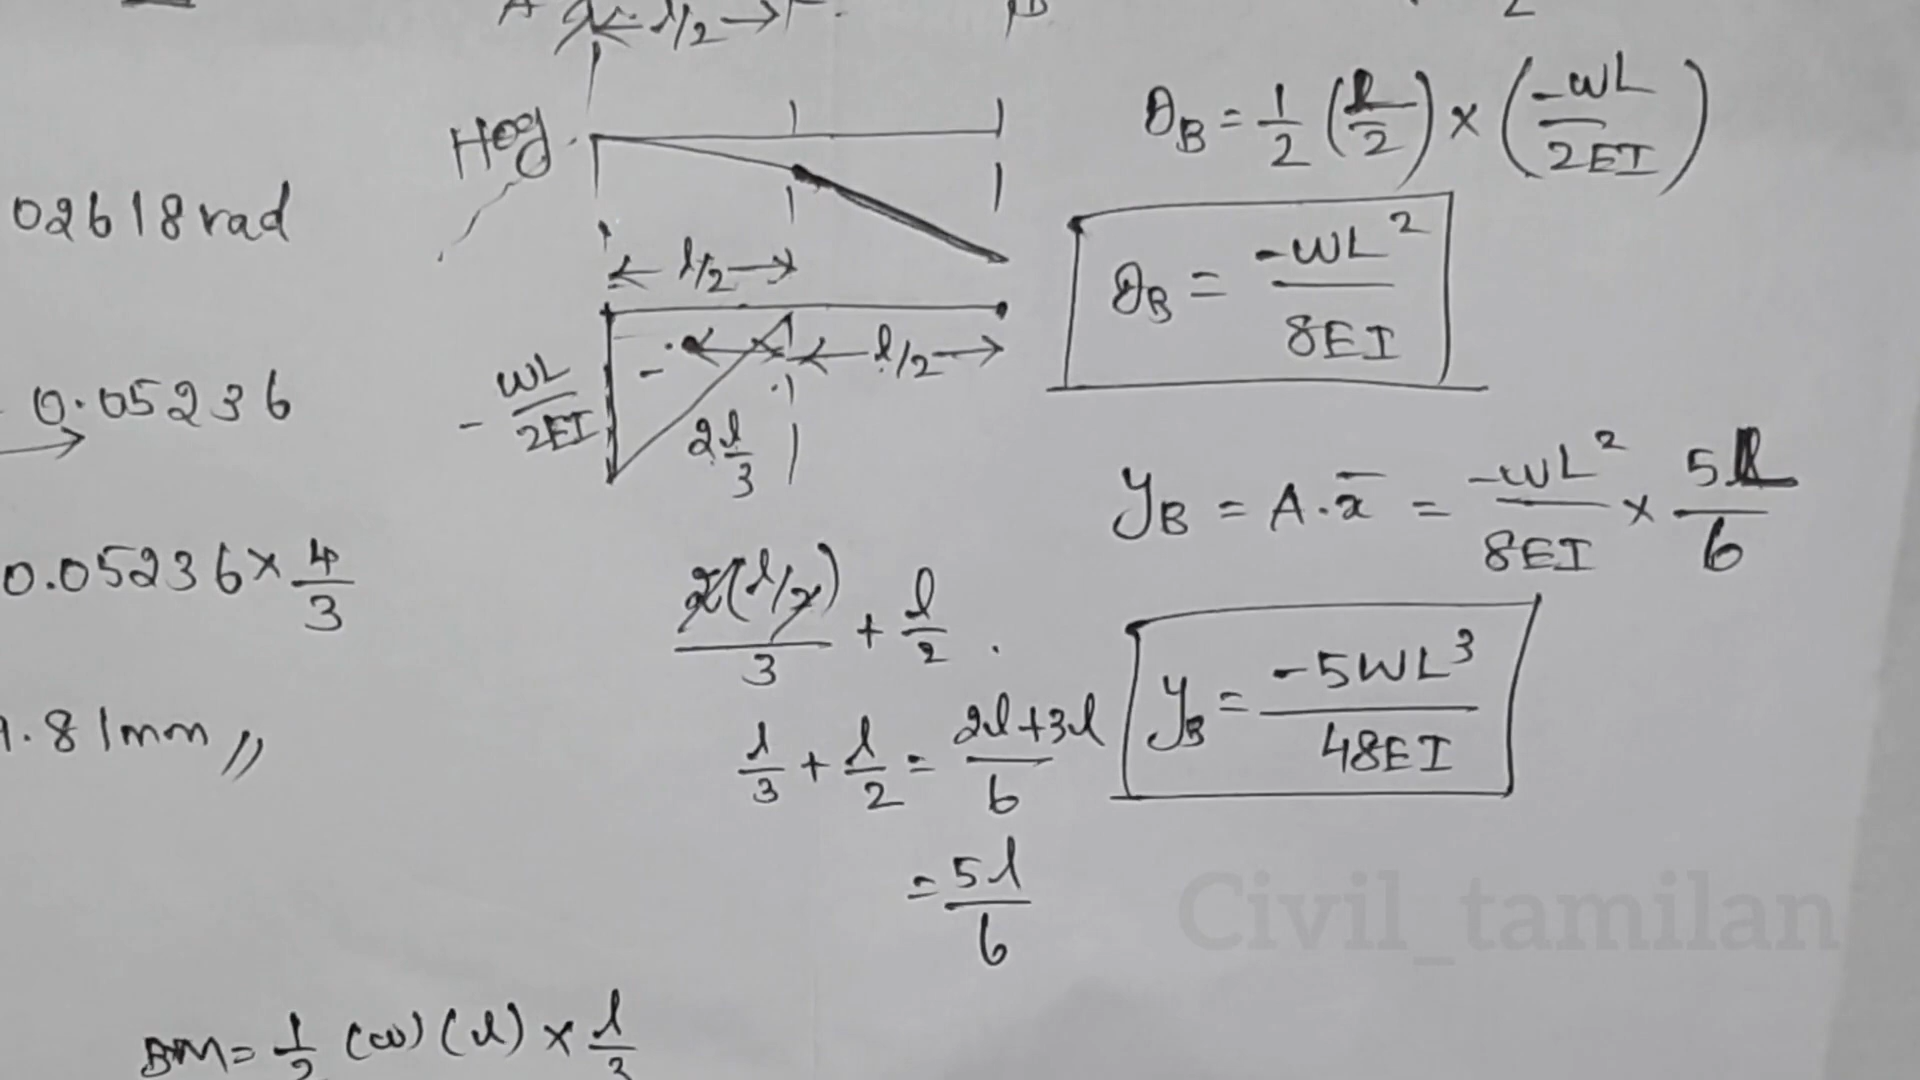 A ← l/2 →
02618 rad
0.05236
0.05236 × 4/3
.81mm //
Hog
← l/2 →
← l/2 →
- WL/2EI
2l/3
2(l/2)/3 + l/2
l/3 + l/2 = 2l+3l/6
= 5l/6
θB = 1/2 (l/2) × (-WL/2EI)
θB = -WL²/8EI
yB = A.x̄ = -WL²/8EI × 5L/6
yB = -5WL³/48EI
BM = 1/2 (w) (l) × l/3
Civil_tamilan